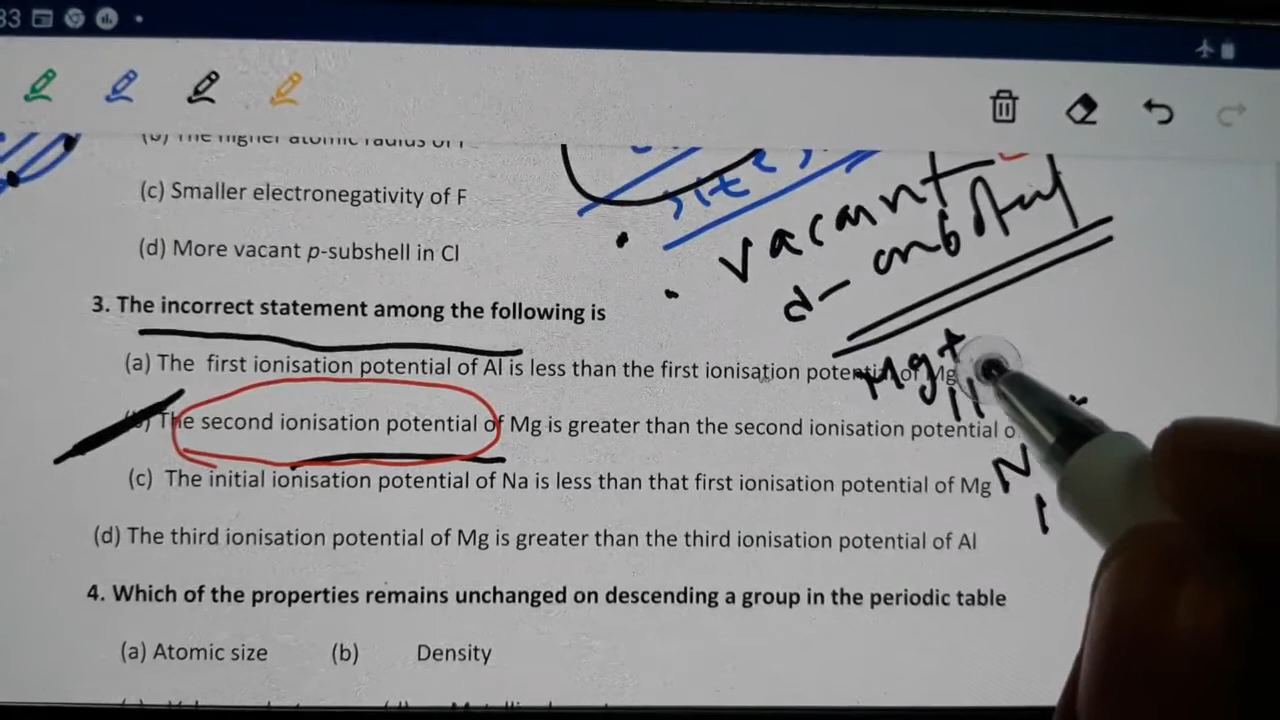 33
(c) Smaller electronegativity of F
site,
vacant
(d) More vacant p-subshell in Cl
d- orbital
3. The incorrect statement among the following is
(a) The first ionisation potential of Al is less than the first ionisation potential of Mg
Mg+
11
The second ionisation potential of Mg is greater than the second ionisation potential o
(c) The initial ionisation potential of Na is less than that first ionisation potential of Mg
N
1
(d) The third ionisation potential of Mg is greater than the third ionisation potential of Al
4. Which of the properties remains unchanged on descending a group in the periodic table
(a) Atomic size (b) Density